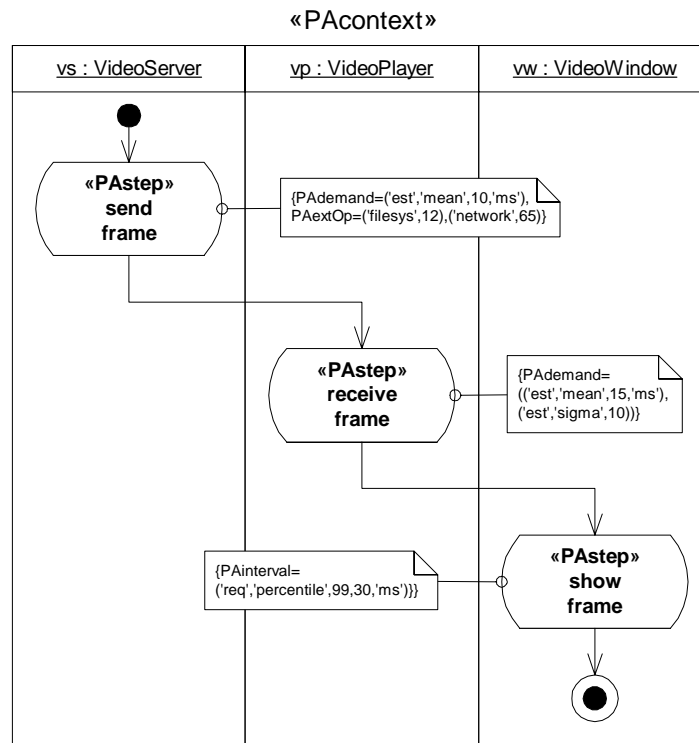 «PAcontext»
vs : VideoServer
vp : VideoPlayer
vw : VideoWindow
«PAstep»
send
frame
{PAdemand=('est','mean',10,'ms'),
PAextOp=('filesys',12),('network',65)}
«PAstep»
receive
frame
{PAdemand=
(('est','mean',15,'ms'),
('est','sigma',10))}
{PAinterval=
('req','percentile',99,30,'ms')}}
«PAstep»
show
frame